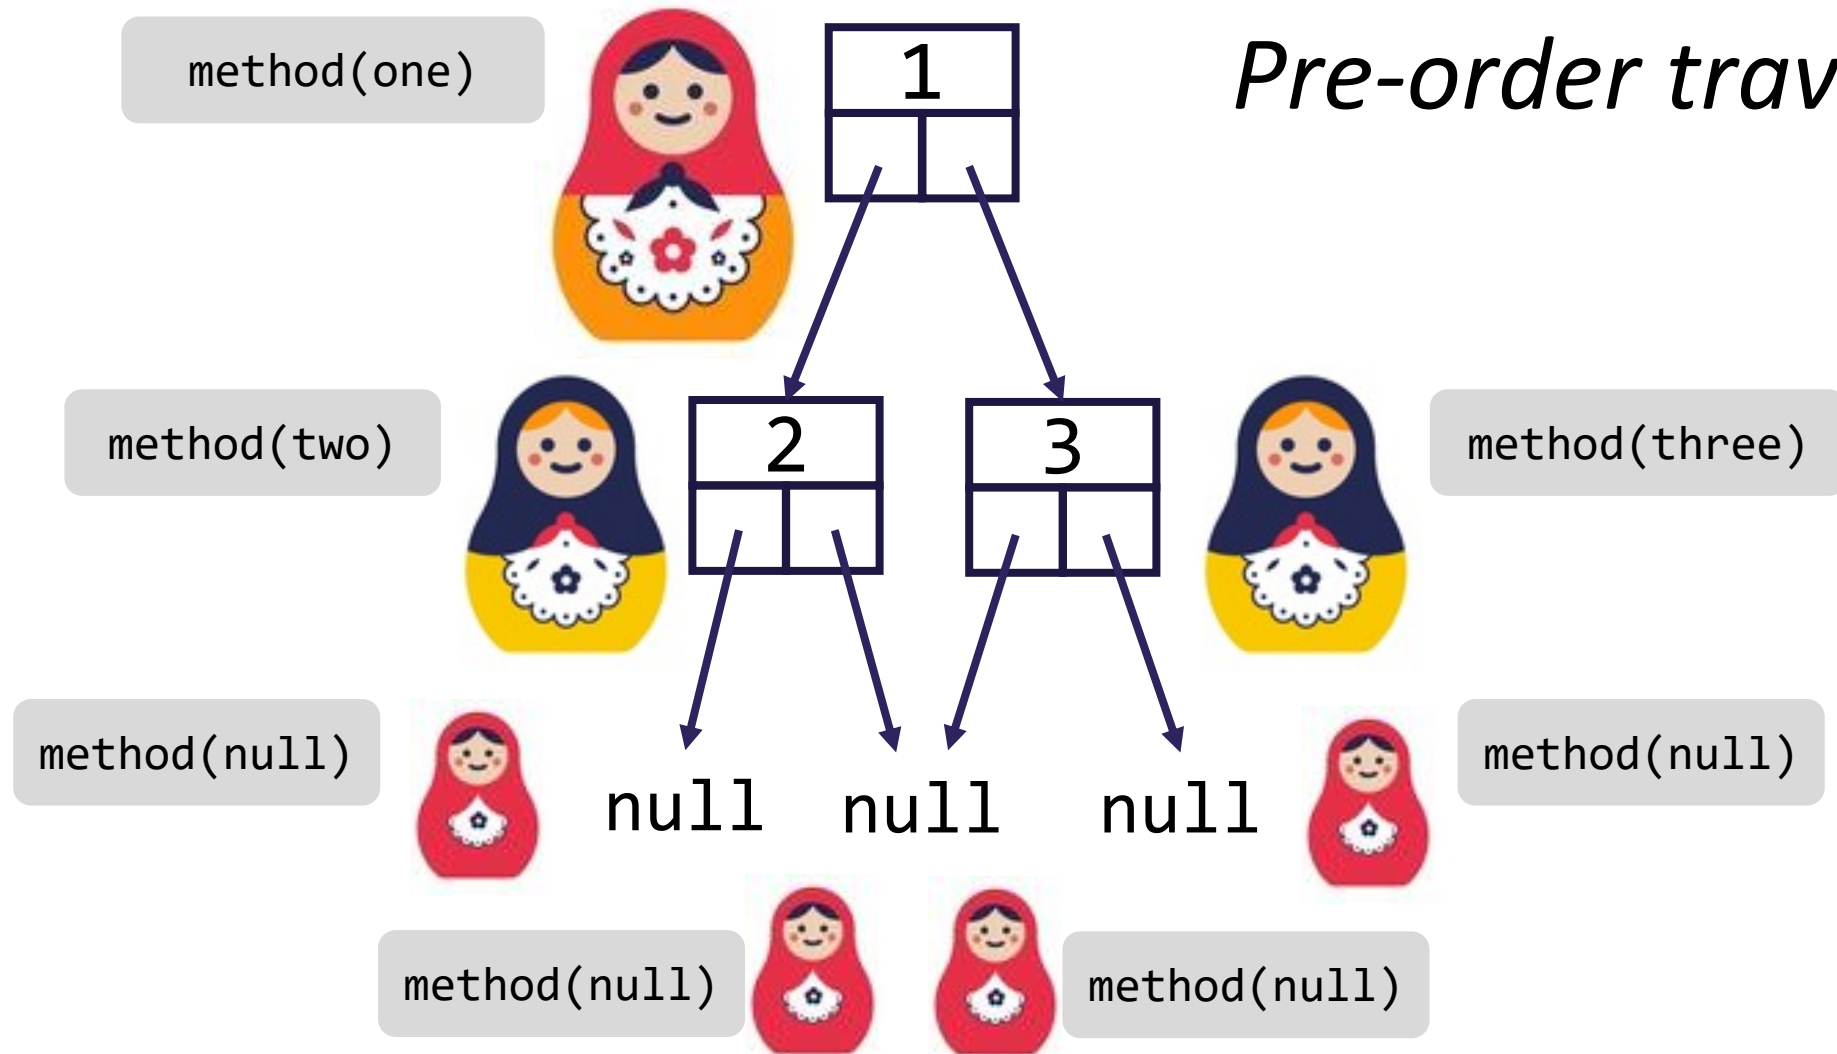 method(one)
1
Pre-order trav
method(two)
2
3
method(three)
method(null)
null
null
null
method(null)
method(null)
method(null)